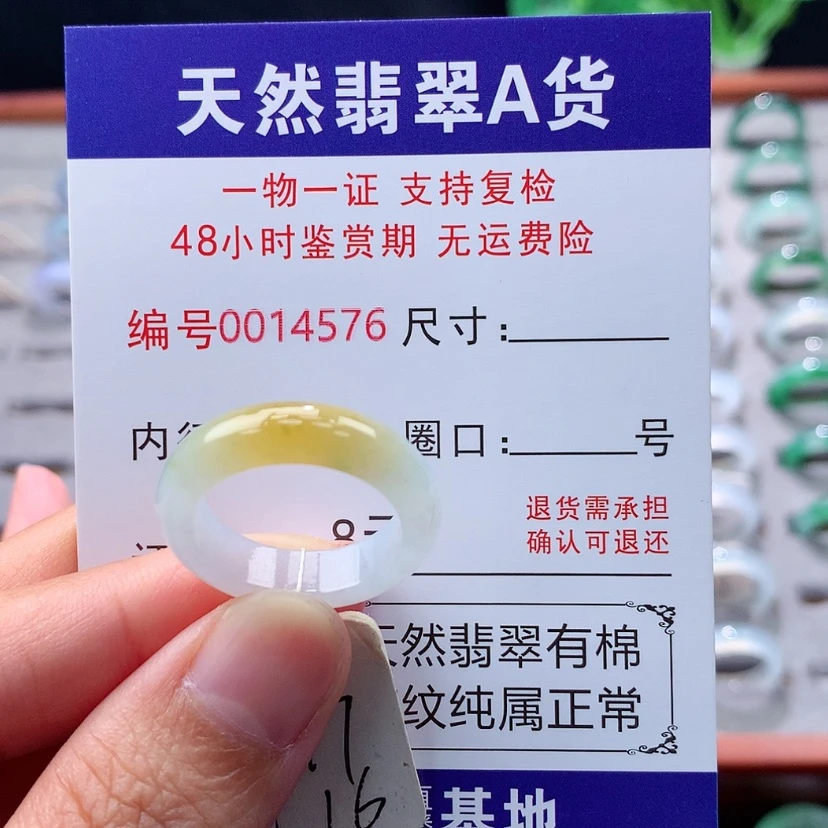 天然翡翠A货
一物一证 支持复检
48小时鉴赏期 无运费险
编号0014576 尺寸:
内径 圈口: 号
退货需承担
确认可退还
天然翡翠有棉
纹纯属正常
基地